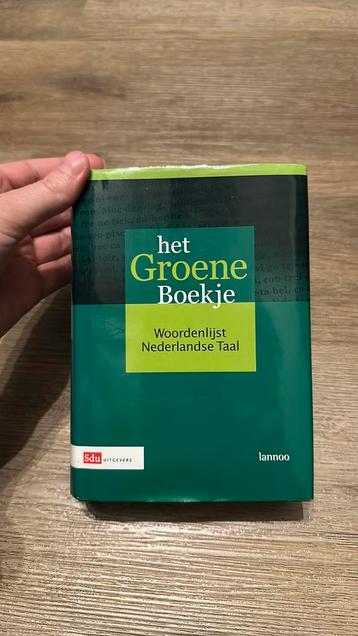 het
Groene
Boekje
Woordenlijst
Nederlandse Taal
Sdu UITGEVERS
lannoo